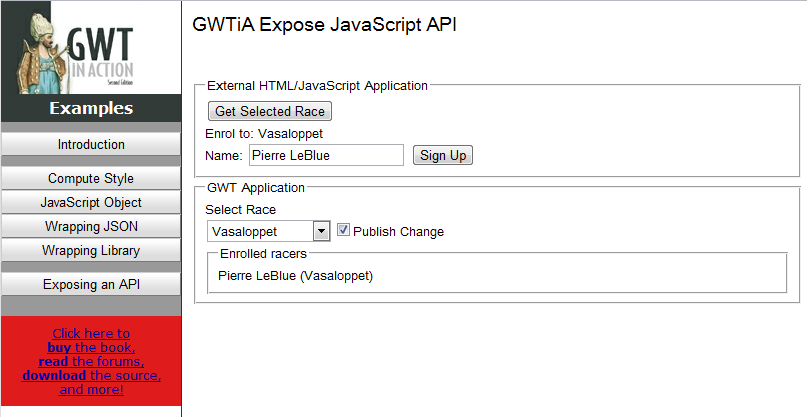 GWT
IN ACTION
Second Edition
Examples
Introduction
Compute Style
JavaScript Object
Wrapping JSON
Wrapping Library
Exposing an API
Click here to
buy the book,
read the forums,
download the source,
and more!
GWTiA Expose JavaScript API
External HTML/JavaScript Application
Get Selected Race
Enrol to: Vasaloppet
Name: Pierre LeBlue Sign Up
GWT Application
Select Race
Vasaloppet Publish Change
Enrolled racers
Pierre LeBlue (Vasaloppet)